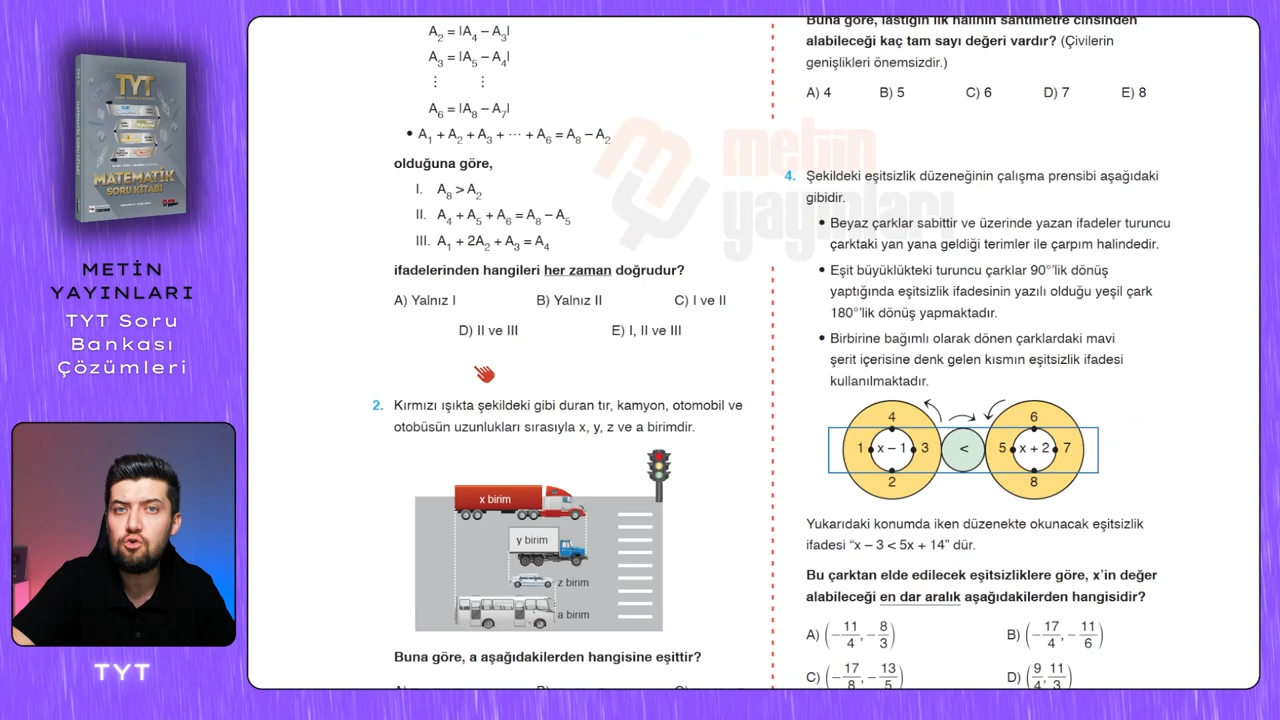 TYT
MATEMATİK
SORU KİTABI
METİN
YAYINLARI
TYT Soru
Bankası
Çözümleri
TYT
metin
yayınları
A₂ = |A₄ – A₃|
A₃ = |A₅ – A₄|
⋮ ⋮
A₆ = |A₈ – A₇|
• A₁ + A₂ + A₃ + ⋯ + A₆ = A₈ – A₂
olduğuna göre,
I. A₈ > A₂
II. A₄ + A₅ + A₆ = A₈ – A₅
III. A₁ + 2A₂ + A₃ = A₄
ifadelerinden hangileri her zaman doğrudur?
A) Yalnız I B) Yalnız II C) I ve II
D) II ve III E) I, II ve III
2. Kırmızı ışıkta şekildeki gibi duran tır, kamyon, otomobil ve
otobüsün uzunlukları sırasıyla x, y, z ve a birimdir.
x birim
y birim
z birim
a birim
Buna göre, a aşağıdakilerden hangisine eşittir?
Buna göre, lastiğin ilk halinin santimetre cinsinden
alabileceği kaç tam sayı değeri vardır? (Çivilerin
genişlikleri önemsizdir.)
A) 4 B) 5 C) 6 D) 7 E) 8
4. Şekildeki eşitsizlik düzeneğinin çalışma prensibi aşağıdaki
gibidir.
• Beyaz çarklar sabittir ve üzerinde yazan ifadeler turuncu
çarktaki yan yana geldiği terimler ile çarpım halindedir.
• Eşit büyüklükteki turuncu çarklar 90°'lik dönüş
yaptığında eşitsizlik ifadesinin yazılı olduğu yeşil çark
180°'lik dönüş yapmaktadır.
• Birbirine bağımlı olarak dönen çarklardaki mavi
şerit içerisine denk gelen kısmın eşitsizlik ifadesi
kullanılmaktadır.
4 6
1 x – 1 3 < 5 x + 2 7
2 8
Yukarıdaki konumda iken düzenekte okunacak eşitsizlik
ifadesi “x – 3 < 5x + 14” dür.
Bu çarktan elde edilecek eşitsizliklere göre, x'in değer
alabileceği en dar aralık aşağıdakilerden hangisidir?
A) (–11/4, –8/3) B) (–17/4, –11/6)
C) (–17/8, –13/5) D) (9/4, 11/3)